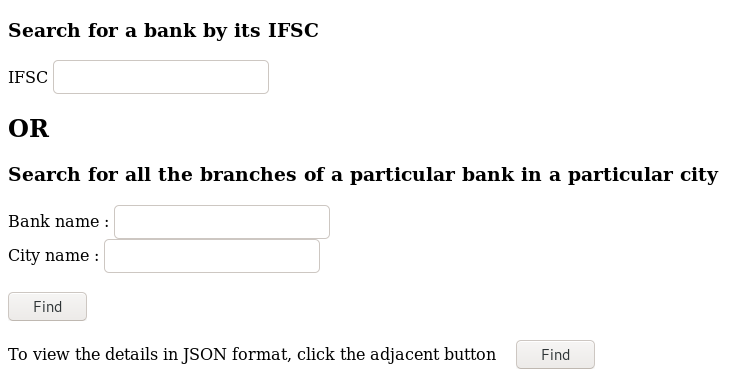 Search for a bank by its IFSC
IFSC
OR
Search for all the branches of a particular bank in a particular city
Bank name :
City name :
Find
To view the details in JSON format, click the adjacent button Find